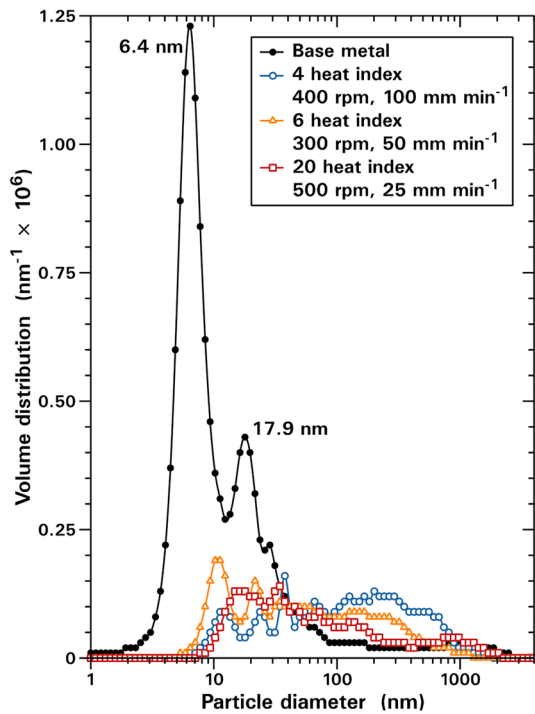 1.25
1.00
0.75
0.50
0.25
0
1
10
100
1000
Volume distribution (nm⁻¹ × 10⁶)
Particle diameter (nm)
6.4 nm
17.9 nm
Base metal
4 heat index
400 rpm, 100 mm min⁻¹
6 heat index
300 rpm, 50 mm min⁻¹
20 heat index
500 rpm, 25 mm min⁻¹